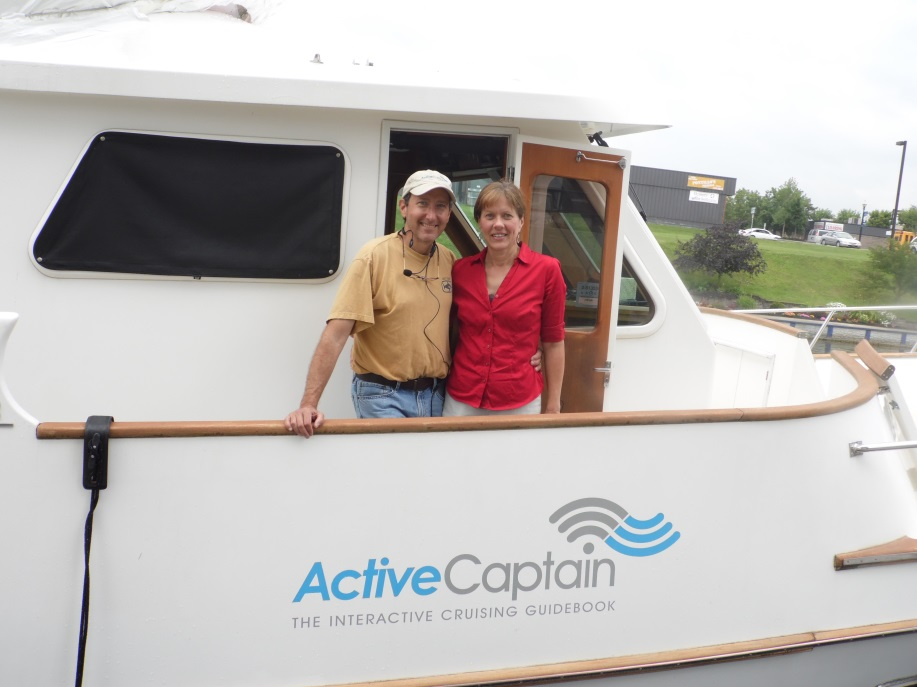 ActiveCaptain
THE INTERACTIVE CRUISING GUIDEBOOK